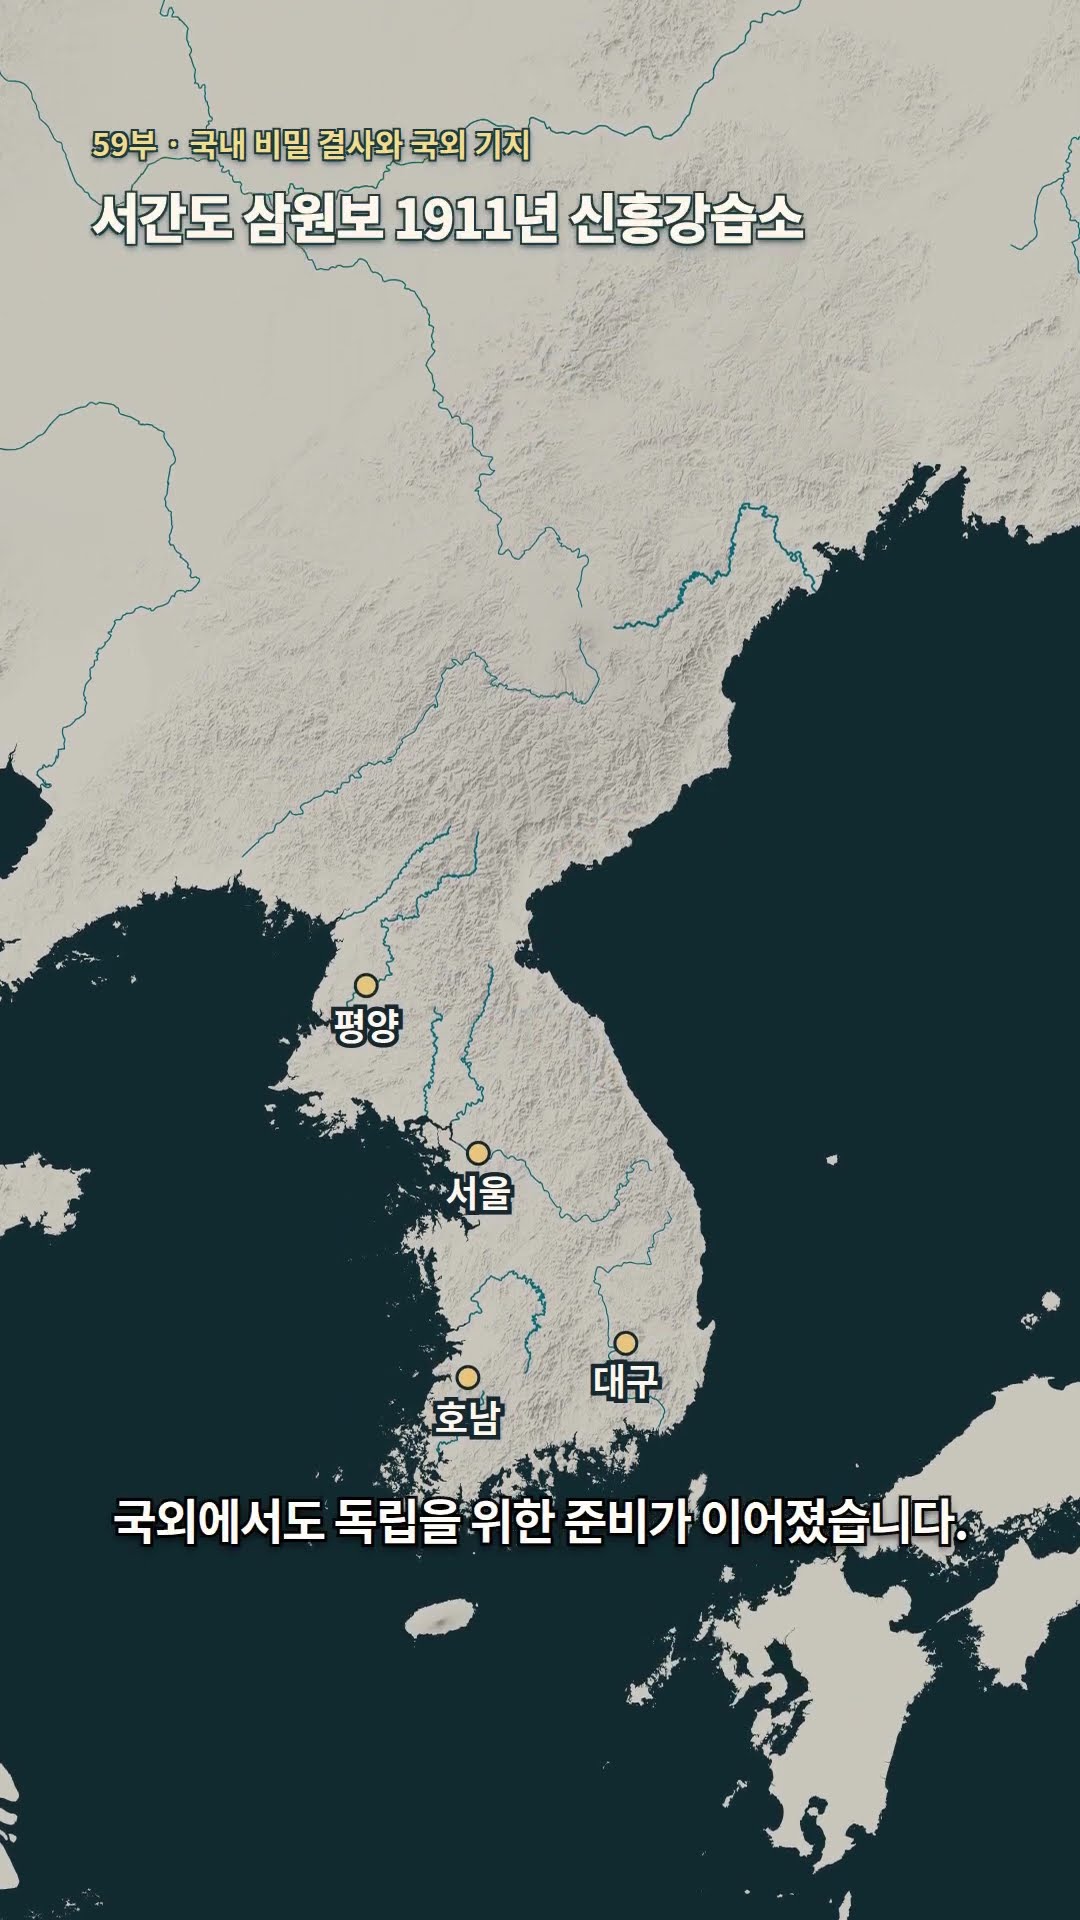 59부 · 국내 비밀 결사와 국외 기지
서간도 삼원보 1911년 신흥강습소
평양
서울
대구
호남
국외에서도 독립을 위한 준비가 이어졌습니다.